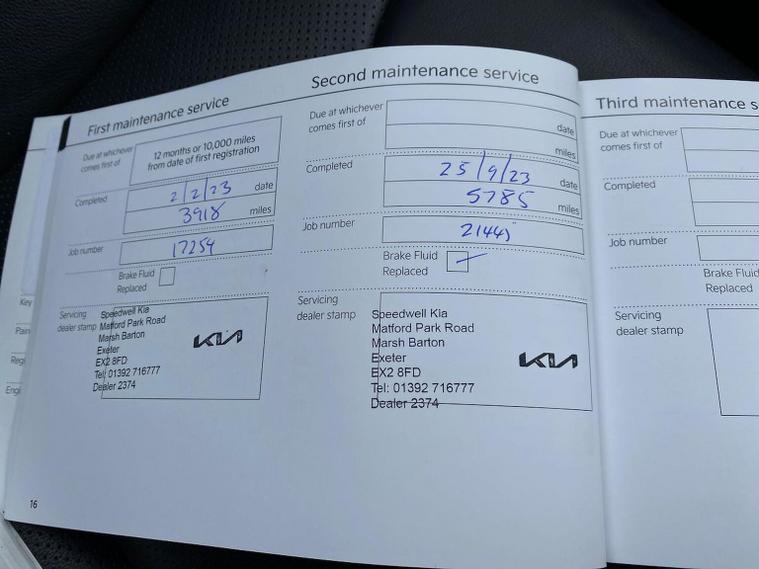 First maintenance service
Due at whichever
comes first of
12 months or 10,000 miles
from date of first registration
Completed
2/2/23 date
3918 miles
Job number
17254
Brake Fluid
Replaced
Servicing
dealer stamp
Speedwell Kia
Matford Park Road
Marsh Barton
Exeter
EX2 8FD
Tel: 01392 716777
Dealer 2374
KIA
16
Second maintenance service
Due at whichever
comes first of
date
miles
Completed
25/9/23 date
5785 miles
Job number
Brake Fluid
Replaced
Servicing
dealer stamp
Speedwell Kia
Matford Park Road
Marsh Barton
Exeter
EX2 8FD
Tel: 01392 716777
Dealer 2374
KIA
Third maintenance s
Due at whichever
comes first of
Completed
Job number
Brake Fluid
Replaced
Servicing
dealer stamp
Key
Pain
Regi
Engi